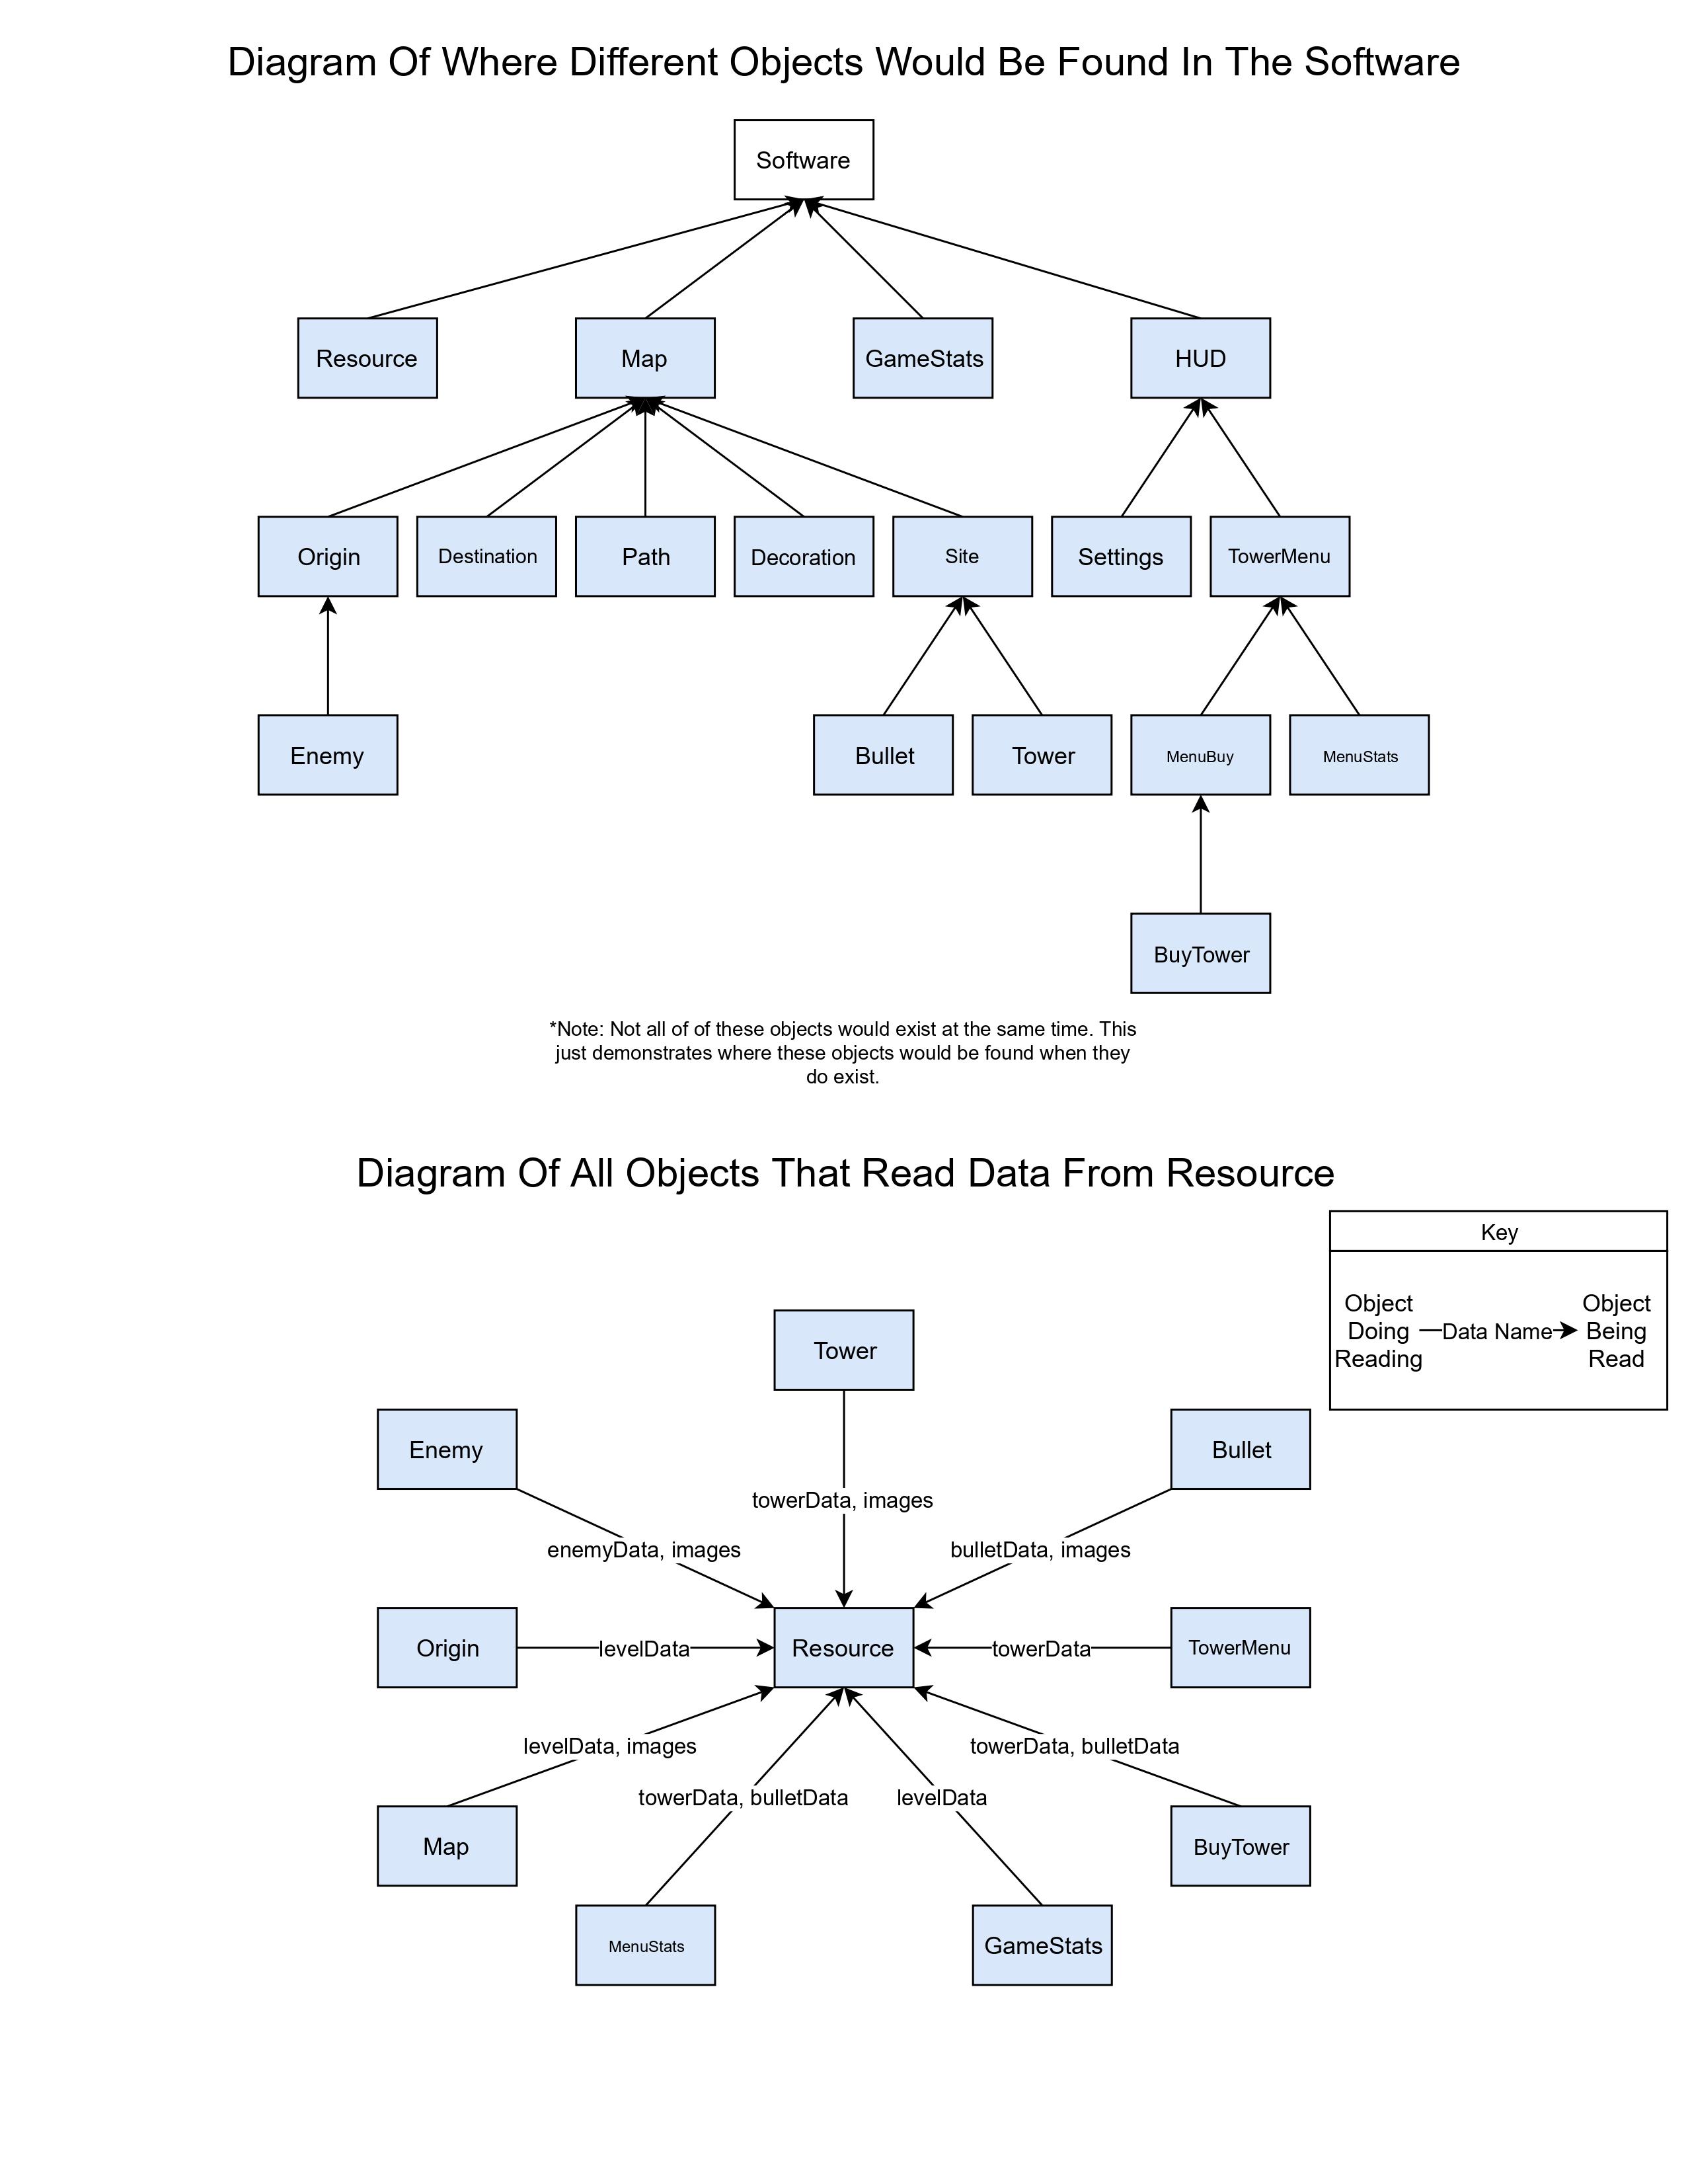 Diagram Of Where Different Objects Would Be Found In The Software
Software
Resource
Map
GameStats
HUD
Origin
Destination
Path
Decoration
Site
Settings
TowerMenu
Enemy
Bullet
Tower
MenuBuy
MenuStats
BuyTower
*Note: Not all of of these objects would exist at the same time. This
just demonstrates where these objects would be found when they
do exist.
Diagram Of All Objects That Read Data From Resource
Key
Object
Doing
Reading
Data Name
Object
Being
Read
Tower
Enemy
Bullet
towerData, images
enemyData, images
bulletData, images
Origin
levelData
Resource
towerData
TowerMenu
levelData, images
towerData, bulletData
towerData, bulletData
levelData
Map
BuyTower
MenuStats
GameStats